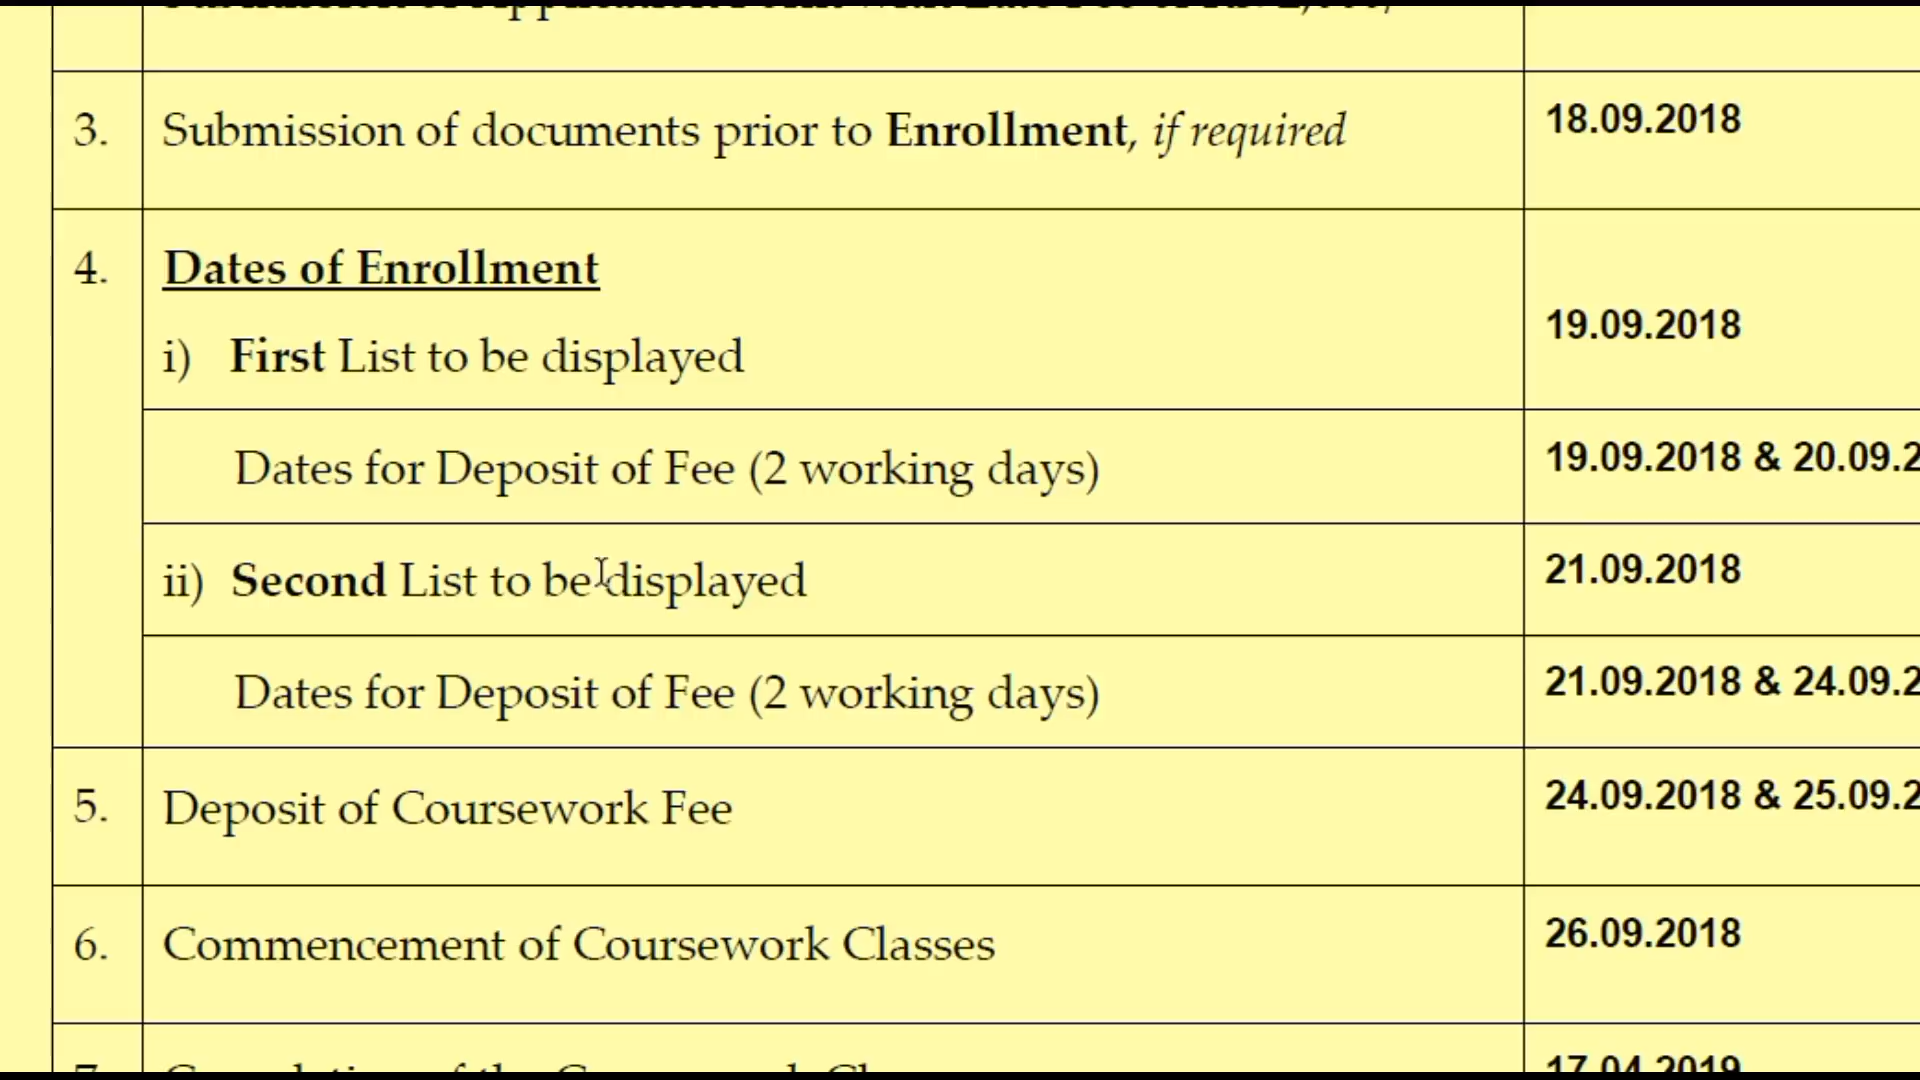 3. Submission of documents prior to Enrollment, if required 18.09.2018
4. Dates of Enrollment
i) First List to be displayed 19.09.2018
Dates for Deposit of Fee (2 working days) 19.09.2018 & 20.09.2
ii) Second List to be displayed 21.09.2018
Dates for Deposit of Fee (2 working days) 21.09.2018 & 24.09.2
5. Deposit of Coursework Fee 24.09.2018 & 25.09.2
6. Commencement of Coursework Classes 26.09.2018
17.04.2019